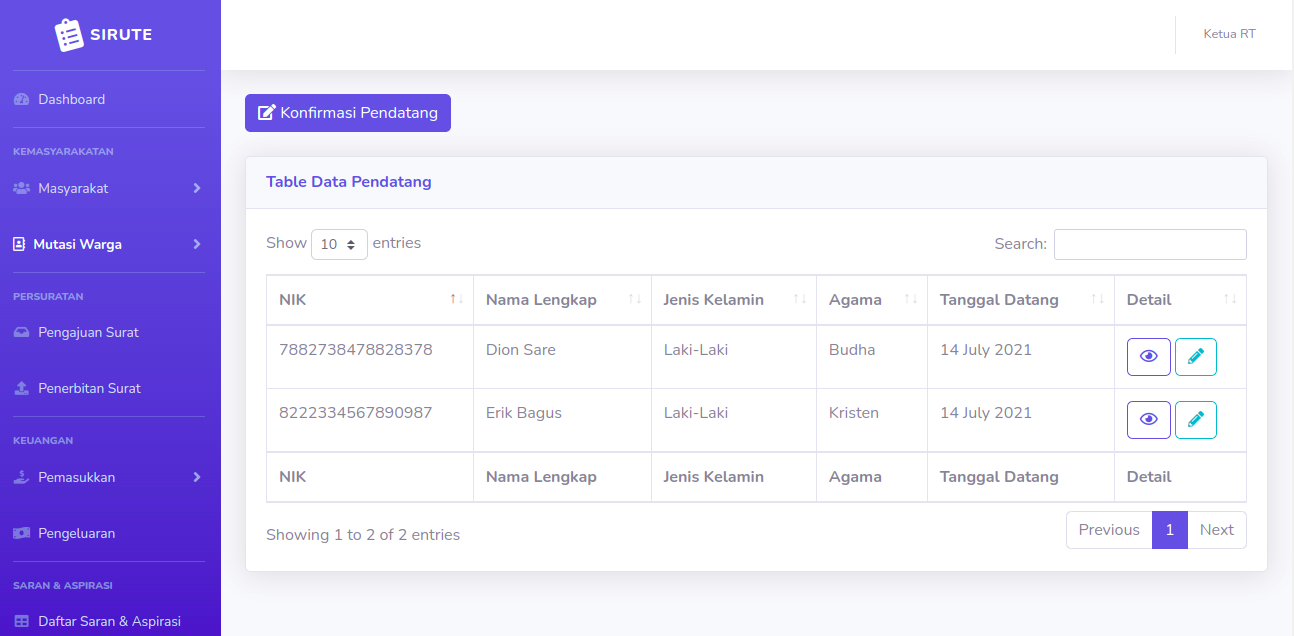 SIRUTE
Ketua RT
Dashboard
KEMASYARAKATAN
Masyarakat
Mutasi Warga
PERSURATAN
Pengajuan Surat
Penerbitan Surat
KEUANGAN
Pemasukkan
Pengeluaran
SARAN & ASPIRASI
Daftar Saran & Aspirasi
Konfirmasi Pendatang
Table Data Pendatang
Show 10 entries Search:
NIK Nama Lengkap Jenis Kelamin Agama Tanggal Datang Detail
7882738478828378 Dion Sare Laki-Laki Budha 14 July 2021
8222334567890987 Erik Bagus Laki-Laki Kristen 14 July 2021
NIK Nama Lengkap Jenis Kelamin Agama Tanggal Datang Detail
Showing 1 to 2 of 2 entries Previous 1 Next